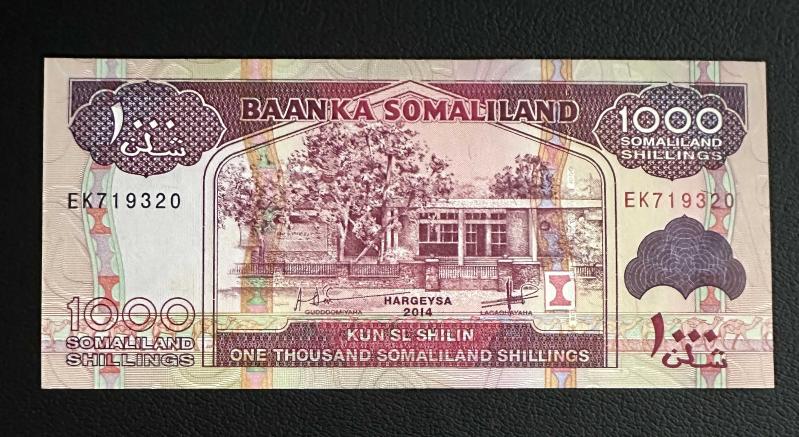 ١٠٠٠
شلن
BAANKA SOMALILAND
1000
SOMALILAND
SHILLINGS
EK719320
EK719320
HARGEYSA
2014
GUDDOOMIYAHA
LACAGHAYAHA
1000
SOMALILAND
SHILLINGS
KUN SL SHILIN
ONE THOUSAND SOMALILAND SHILLINGS
١٠٠٠
شلن